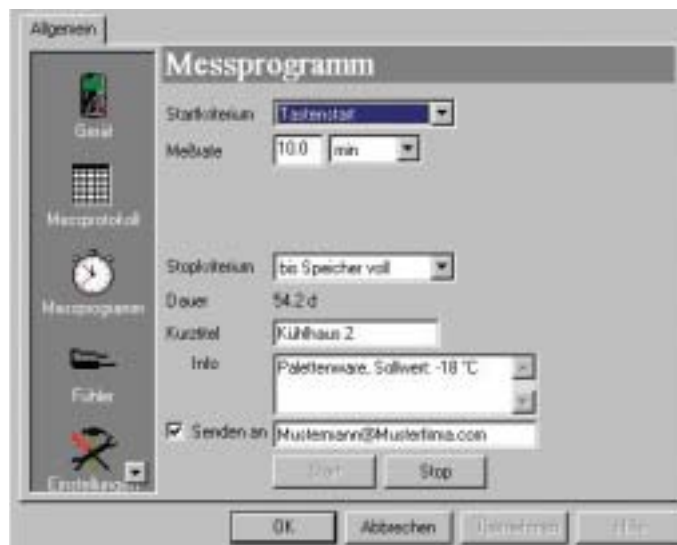 Allgemein
Messprogramm
Gerät
Messprotokoll
Messprogramm
Fühler
Einstellungen
Startkriterium Tastenstart
Meßrate 10.0 min
Stopkriterium bis Speicher voll
Dauer 54.2 d
Kurztitel Kühlhaus 2
Info Palettenware, Sollwert: -18 °C
Senden an Mustermann@Musterfirma.com
Start Stop
OK Abbrechen Übernehmen Hilfe